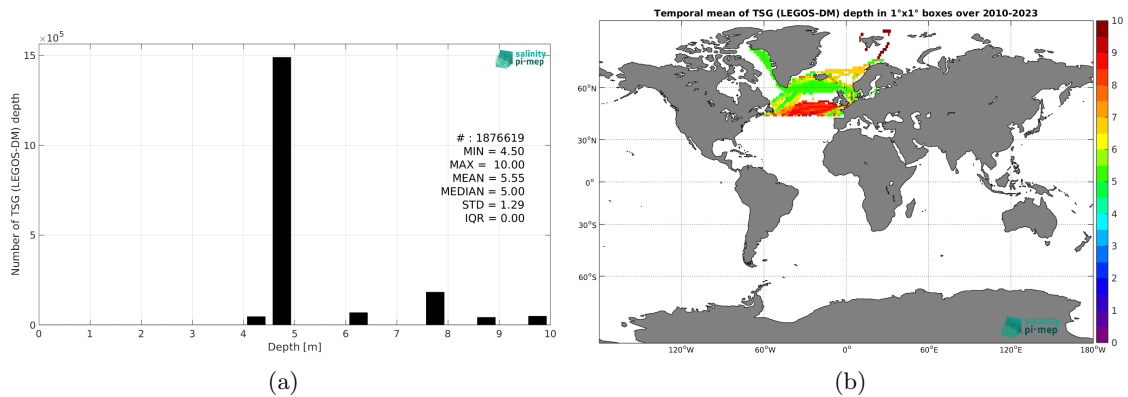 ×10⁵
15
10
5
0
Number of TSG (LEGOS-DM) depth
salinity
pi-mep
# : 1876619
MIN = 4.50
MAX = 10.00
MEAN = 5.55
MEDIAN = 5.00
STD = 1.29
IQR = 0.00
0 1 2 3 4 5 6 7 8 9 10
Depth [m]
(a)
Temporal mean of TSG (LEGOS-DM) depth in 1°x1° boxes over 2010-2023
60°N
30°N
0°
30°S
60°S
120°W 60°W 0° 60°E 120°E 180°W
salinity
pi-mep
10
9
8
7
6
5
4
3
2
1
0
(b)